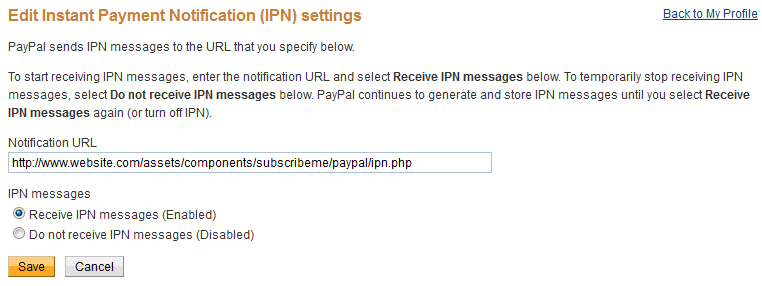 Edit Instant Payment Notification (IPN) settings
Back to My Profile
PayPal sends IPN messages to the URL that you specify below.
To start receiving IPN messages, enter the notification URL and select Receive IPN messages below. To temporarily stop receiving IPN
messages, select Do not receive IPN messages below. PayPal continues to generate and store IPN messages until you select Receive
IPN messages again (or turn off IPN).
Notification URL
http://www.website.com/assets/components/subscribeme/paypal/ipn.php
IPN messages
Receive IPN messages (Enabled)
Do not receive IPN messages (Disabled)
Save Cancel